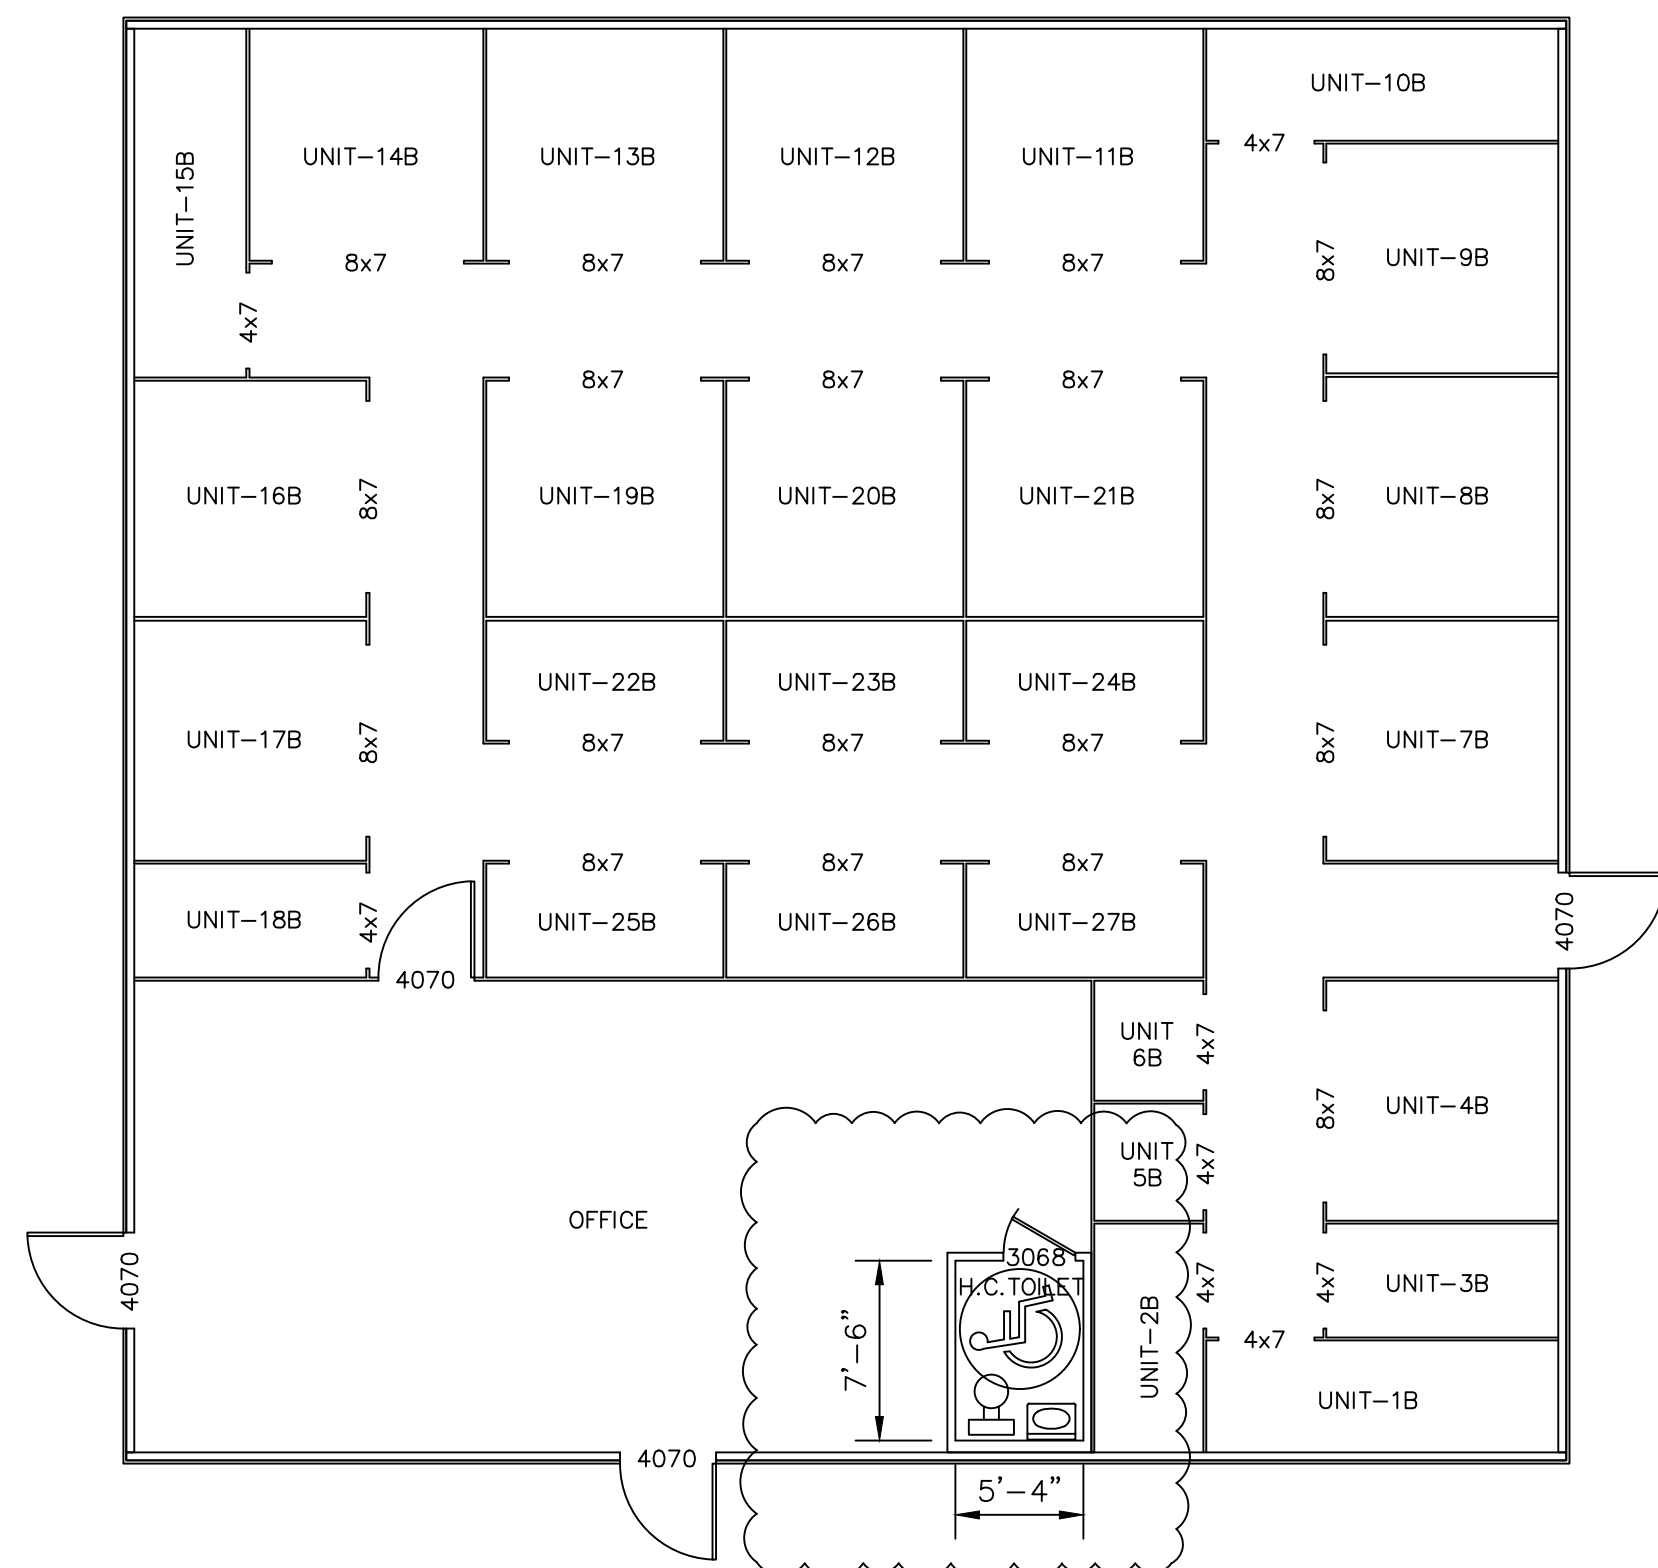 UNIT-10B
4x7
UNIT-15B
UNIT-14B
UNIT-13B
UNIT-12B
UNIT-11B
8x7
8x7
8x7
8x7
8x7
UNIT-9B
4x7
8x7
8x7
8x7
UNIT-16B
8x7
UNIT-19B
UNIT-20B
UNIT-21B
8x7
UNIT-8B
UNIT-22B
UNIT-23B
UNIT-24B
UNIT-17B
8x7
8x7
8x7
8x7
8x7
UNIT-7B
8x7
8x7
8x7
UNIT-18B
4x7
UNIT-25B
UNIT-26B
UNIT-27B
4070
4070
UNIT
6B
4x7
8x7
UNIT-4B
UNIT
5B
4x7
OFFICE
4070
3068
H.C.TOILET
7'-6"
UNIT-2B
4x7
4x7
UNIT-3B
4x7
UNIT-1B
4070
5'-4"